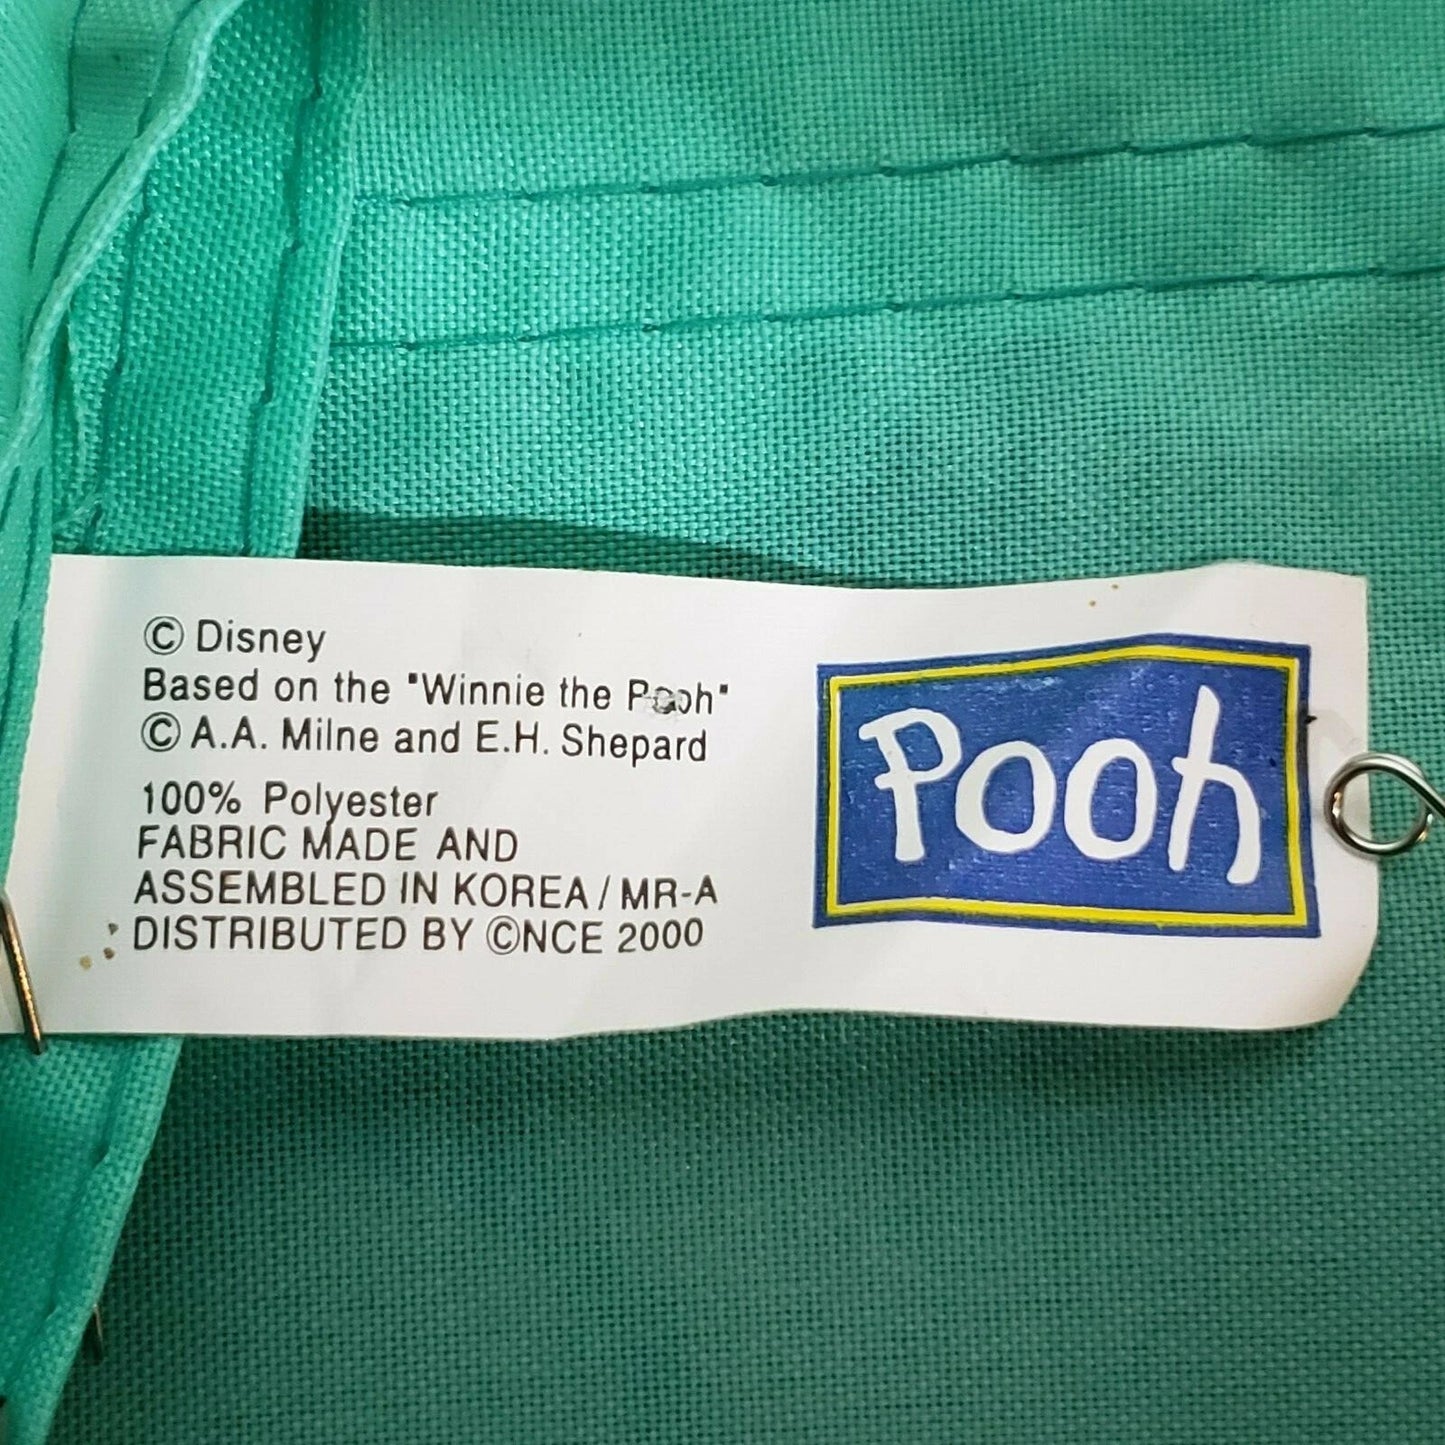 © Disney
Based on the "Winnie the Pooh"
© A.A. Milne and E.H. Shepard
100% Polyester
FABRIC MADE AND
ASSEMBLED IN KOREA / MR-A
DISTRIBUTED BY ©NCE 2000
Pooh